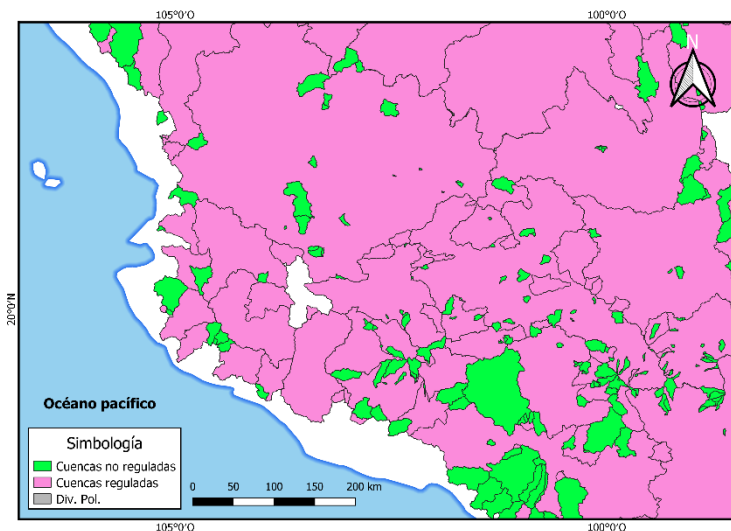 105°0'O 100°0'O
N
20°0'N
Océano pacífico
Simbología
Cuencas no reguladas
Cuencas reguladas
Div. Pol.
0 50 100 150 200 km
105°0'O 100°0'O